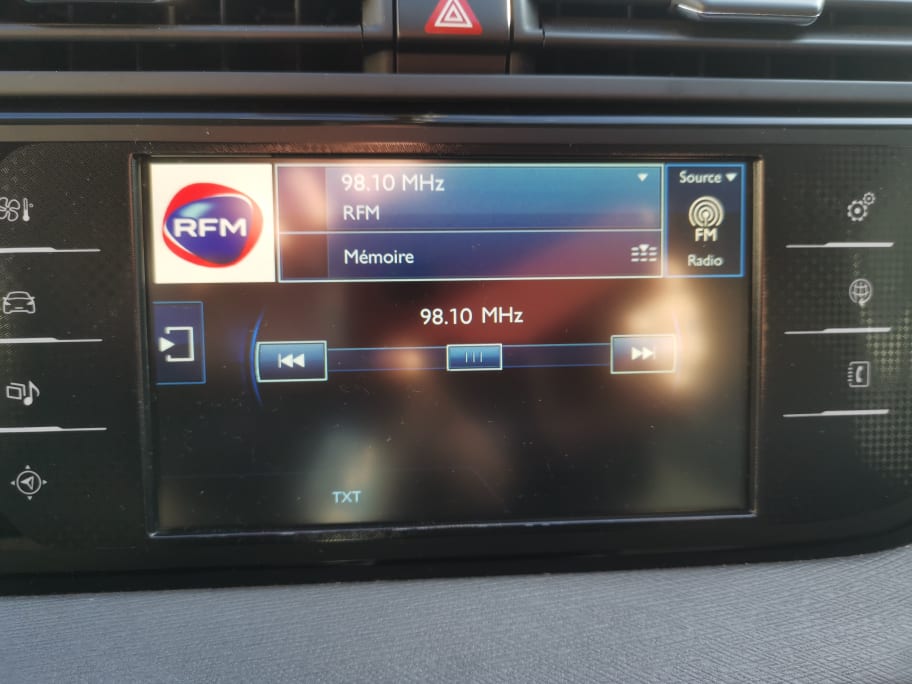 RFM
98.10 MHz
RFM
Mémoire
Source
FM
Radio
98.10 MHz
TXT